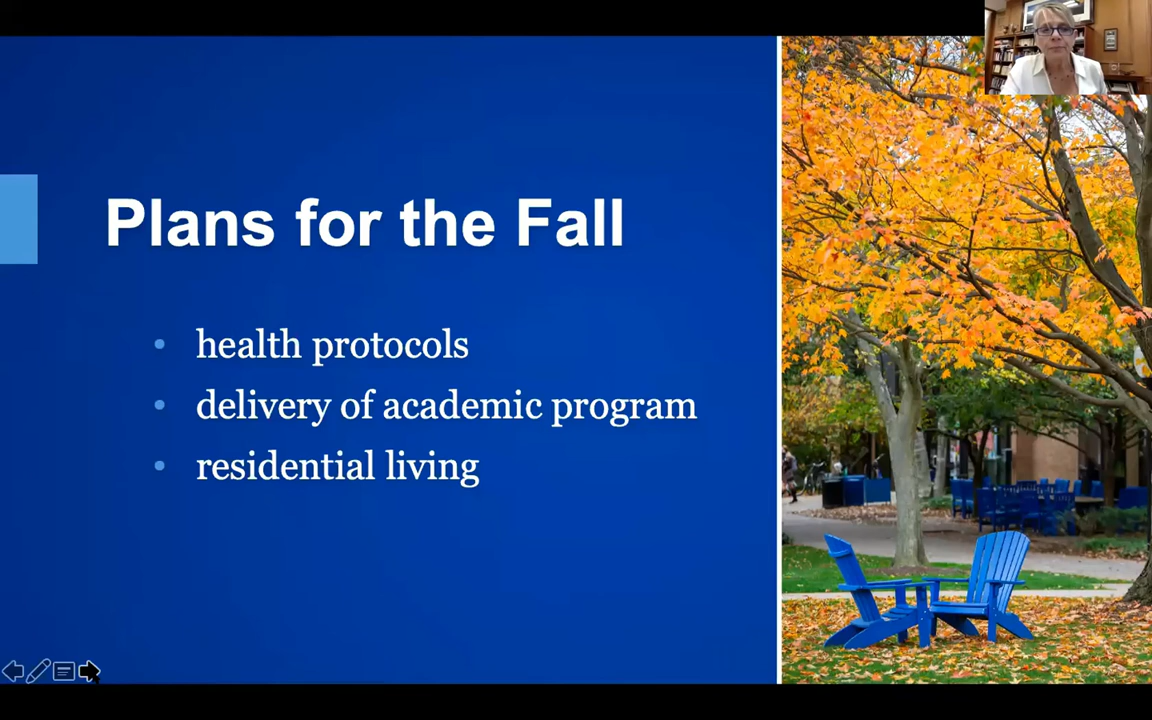 Plans for the Fall
health protocols
delivery of academic program
residential living